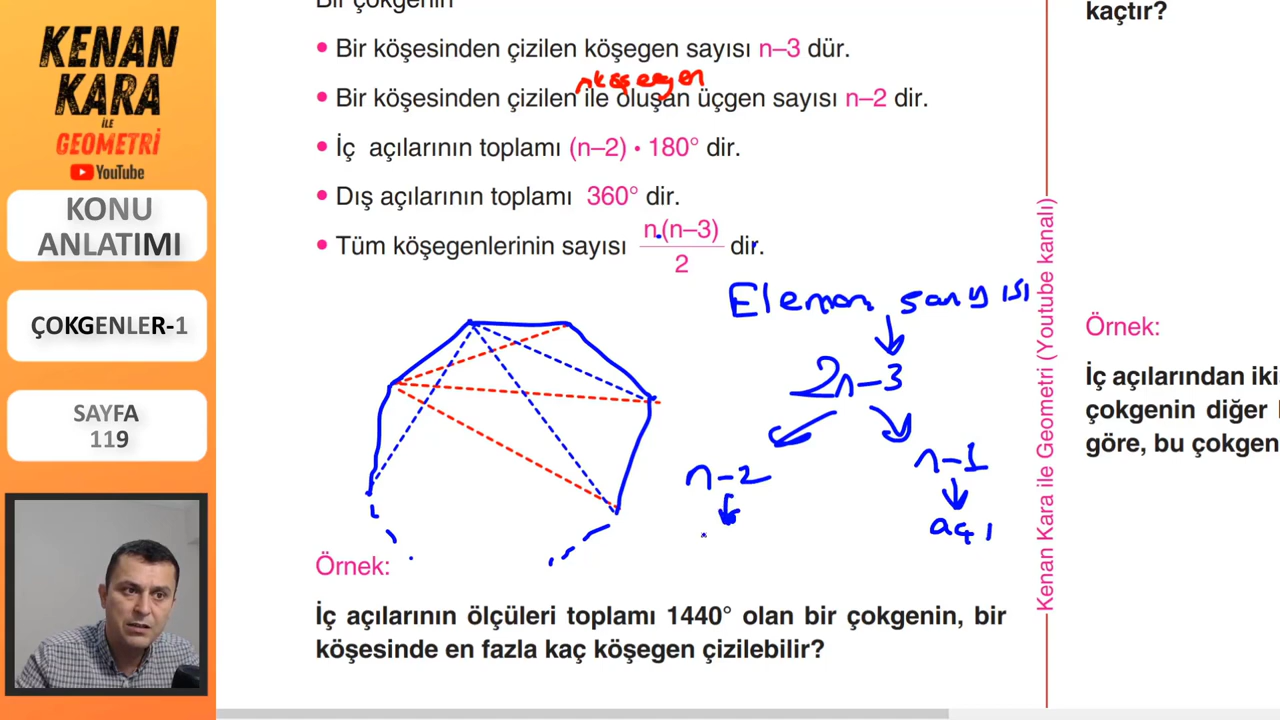 KENAN
KARA
İLE
GEOMETRİ
YouTube
KONU
ANLATIMI
ÇOKGENLER-1
SAYFA
119
Bir çokgenin
• Bir köşesinden çizilen köşegen sayısı n–3 dür.
köşegen
• Bir köşesinden çizilen ile oluşan üçgen sayısı n–2 dir.
• İç açılarının toplamı (n–2) • 180° dir.
• Dış açılarının toplamı 360° dir.
• Tüm köşegenlerinin sayısı n.(n–3)/2 dir.
Eleman sayısı
2n–3
n–2
n–1
açı
Örnek:
İç açılarının ölçüleri toplamı 1440° olan bir çokgenin, bir
köşesinde en fazla kaç köşegen çizilebilir?
Kenan Kara ile Geometri (Youtube kanalı)
kaçtır?
Örnek:
İç açılarından iki
çokgenin diğer
göre, bu çokgen